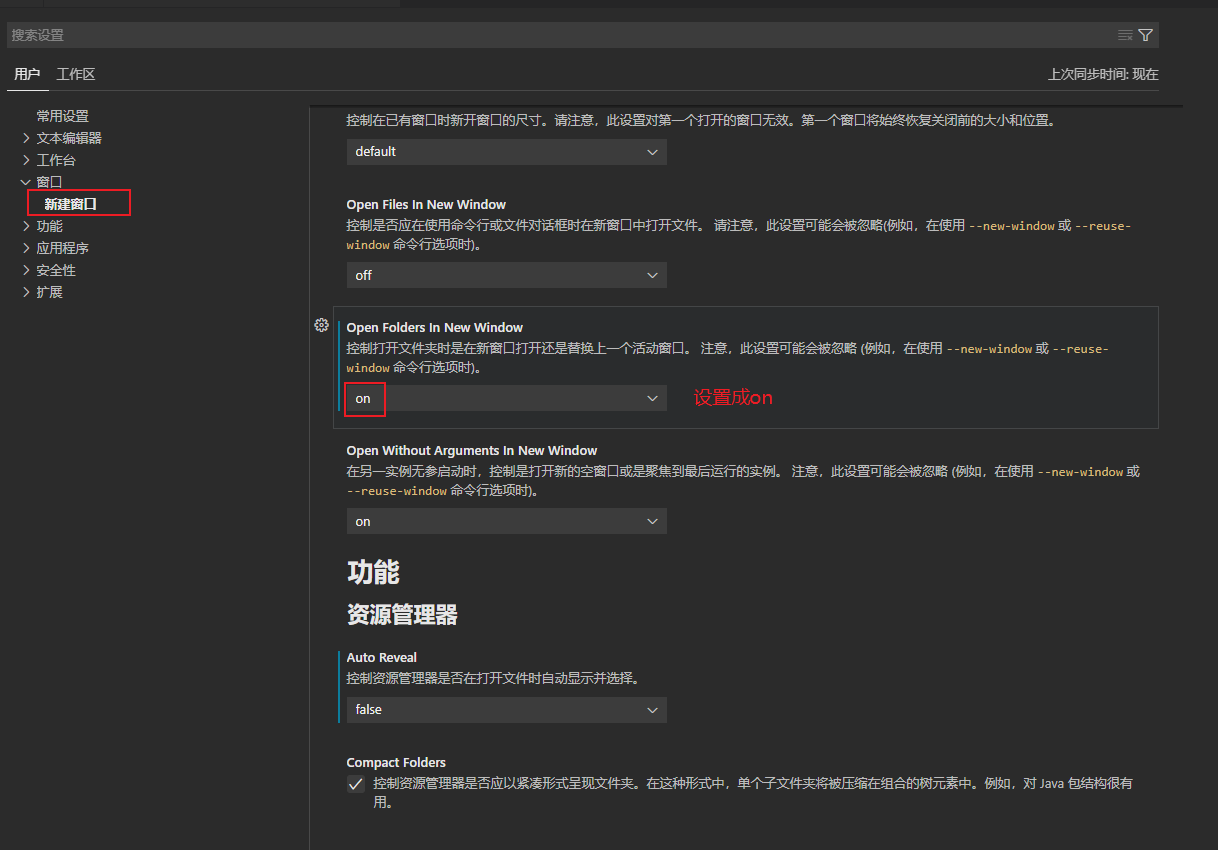 搜索设置
用户 工作区 上次同步时间: 现在
常用设置
文本编辑器
工作台
窗口
新建窗口
功能
应用程序
安全性
扩展
控制在已有窗口时新开窗口的尺寸。请注意，此设置对第一个打开的窗口无效。第一个窗口将始终恢复关闭前的大小和位置。
default
Open Files In New Window
控制是否应在使用命令行或文件对话框时在新窗口中打开文件。 请注意，此设置可能会被忽略(例如，在使用 --new-window 或 --reuse-
window 命令行选项时)。
off
Open Folders In New Window
控制打开文件夹时是在新窗口打开还是替换上一个活动窗口。 注意，此设置可能会被忽略 (例如，在使用 --new-window 或 --reuse-
window 命令行选项时)。
on 设置成on
Open Without Arguments In New Window
在另一实例无参启动时，控制是打开新的空窗口或是聚焦到最后运行的实例。 注意，此设置可能会被忽略 (例如，在使用 --new-window 或
--reuse-window 命令行选项时)。
on
功能
资源管理器
Auto Reveal
控制资源管理器是否在打开文件时自动显示并选择。
false
Compact Folders
控制资源管理器是否应以紧凑形式呈现文件夹。在这种形式中，单个子文件夹将被压缩在组合的树元素中。例如，对 Java 包结构很有
用。